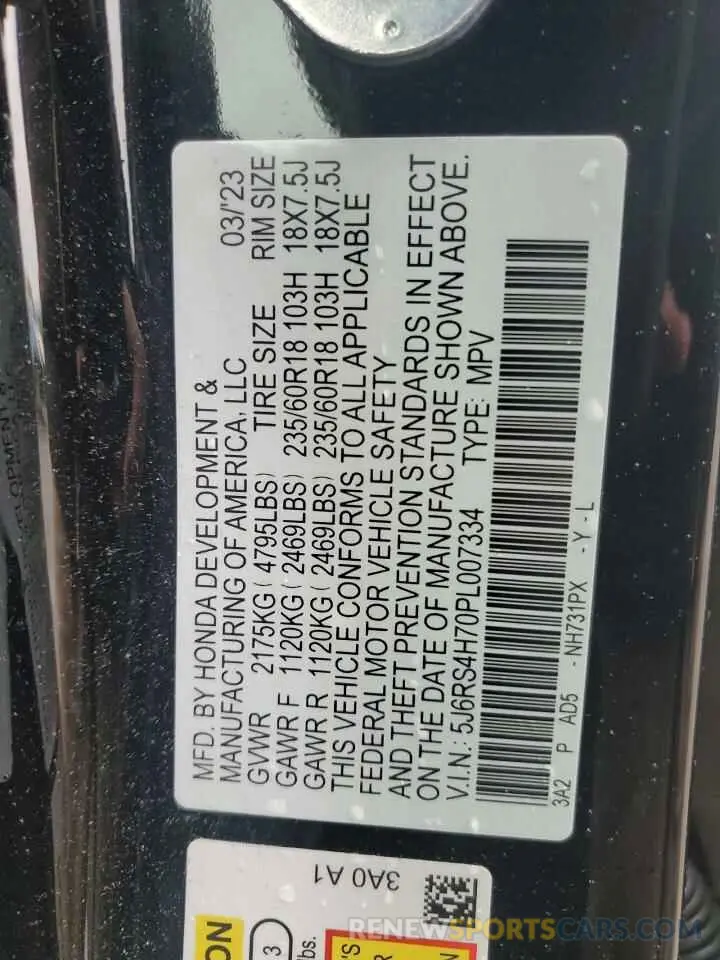 MFD. BY HONDA DEVELOPMENT &
MANUFACTURING OF AMERICA, LLC 03/'23
GVWR 2175KG ( 4795LBS) TIRE SIZE RIM SIZE
GAWR F 1120KG ( 2469LBS) 235/60R18 103H 18X7.5J
GAWR R 1120KG ( 2469LBS) 235/60R18 103H 18X7.5J
THIS VEHICLE CONFORMS TO ALL APPLICABLE
FEDERAL MOTOR VEHICLE SAFETY
AND THEFT PREVENTION STANDARDS IN EFFECT
ON THE DATE OF MANUFACTURE SHOWN ABOVE.
V.I.N.: 5J6RS4H70PL007334 TYPE: MPV
3A2 P AD5 - NH731PX - Y - L
3A0 A1
ON
3
lbs.
'S
R
N
RENEWSPORTSCARS.COM